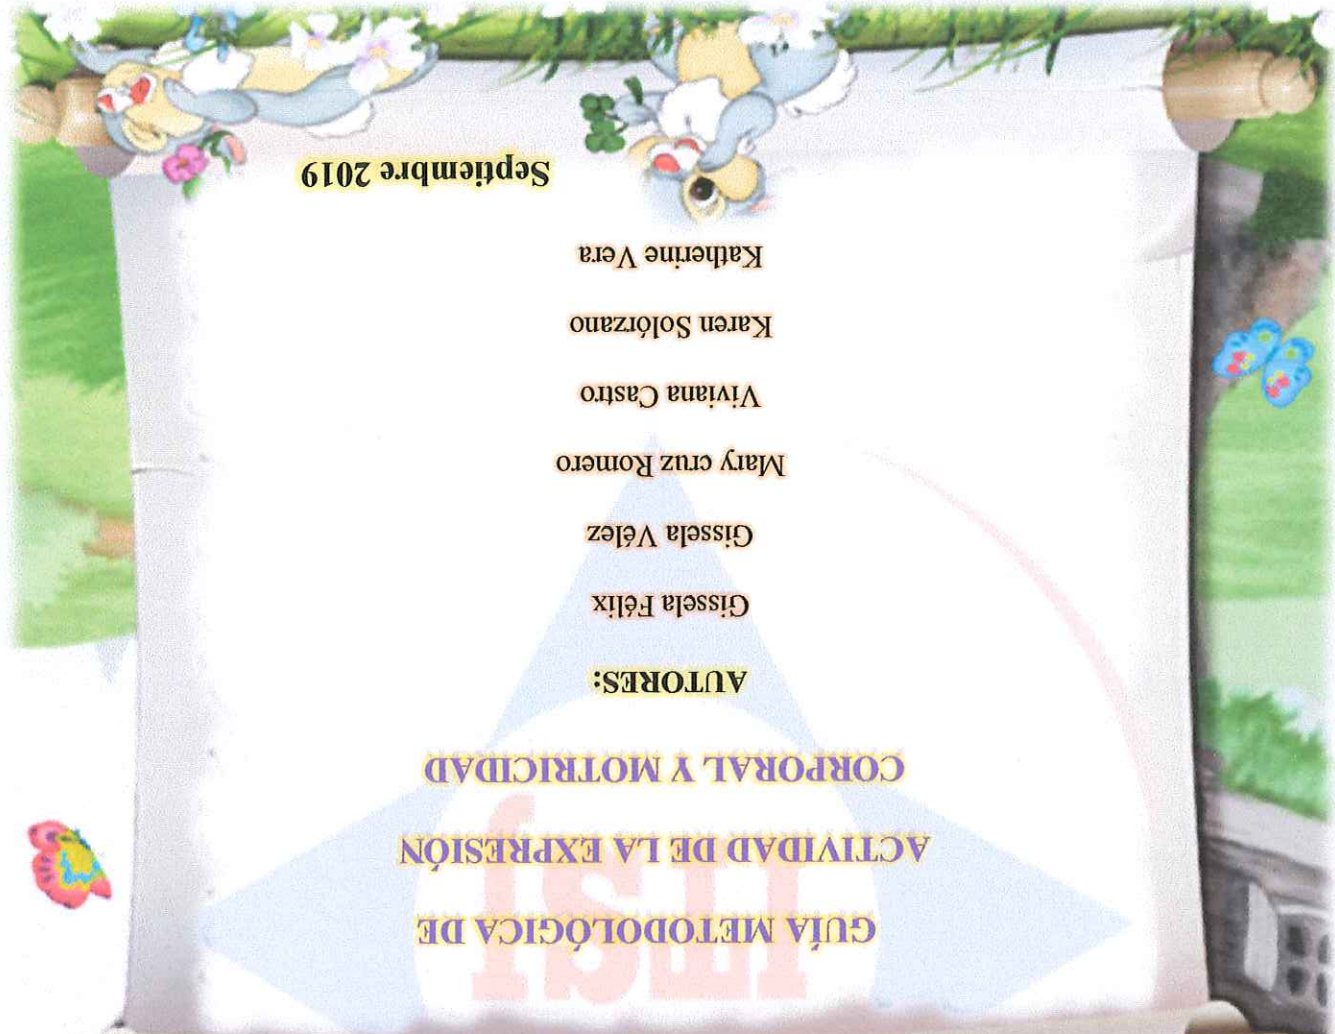 GUÍA METODOLÓGICA DE
ACTIVIDAD DE LA EXPRESIÓN
CORPORAL Y MOTRICIDAD
AUTORES:
Gissela Félix
Gissela Vélez
Mary cruz Romero
Viviana Castro
Karen Solórzano
Katherine Vera
Septiembre 2019